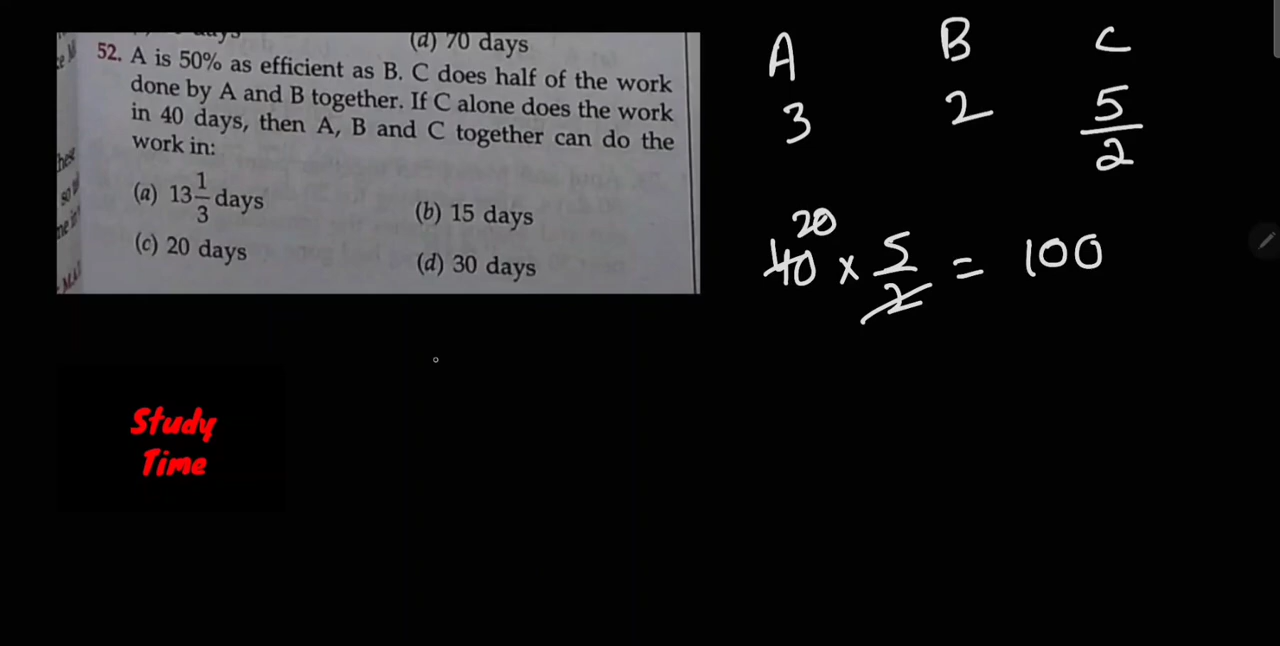 (d) 70 days
52. A is 50% as efficient as B. C does half of the work
done by A and B together. If C alone does the work
in 40 days, then A, B and C together can do the
work in:
(a) 13 1/3 days
(b) 15 days
(c) 20 days
(d) 30 days
A B C
3 2 5/2
20
40 × 5/2 = 100
Study
Time